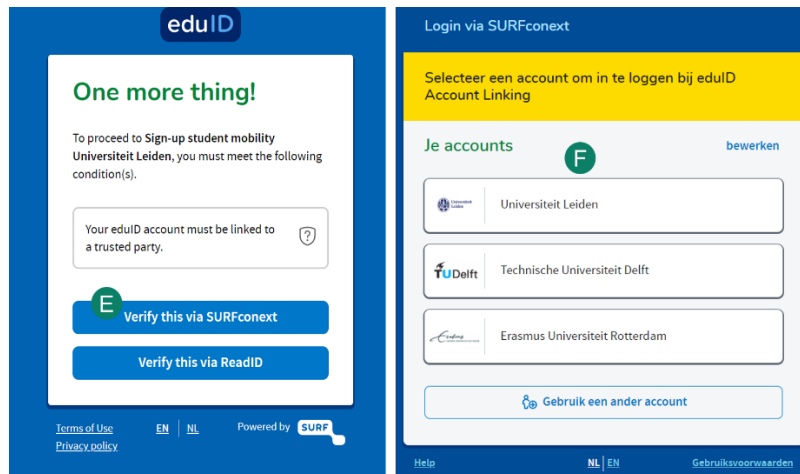 eduID
One more thing!
To proceed to Sign-up student mobility
Universiteit Leiden, you must meet the following
condition(s).
Your eduID account must be linked to
a trusted party.
E
Verify this via SURFconext
Verify this via ReadID
Terms of Use
EN | NL
Powered by SURF
Privacy policy
Login via SURFconext
Selecteer een account om in te loggen bij eduID
Account Linking
Je accounts
F
bewerken
Universiteit Leiden
Universiteit Leiden
TUDelft
Technische Universiteit Delft
Erasmus
Erasmus Universiteit Rotterdam
Gebruik een ander account
Help
NL | EN
Gebruiksvoorwaarden